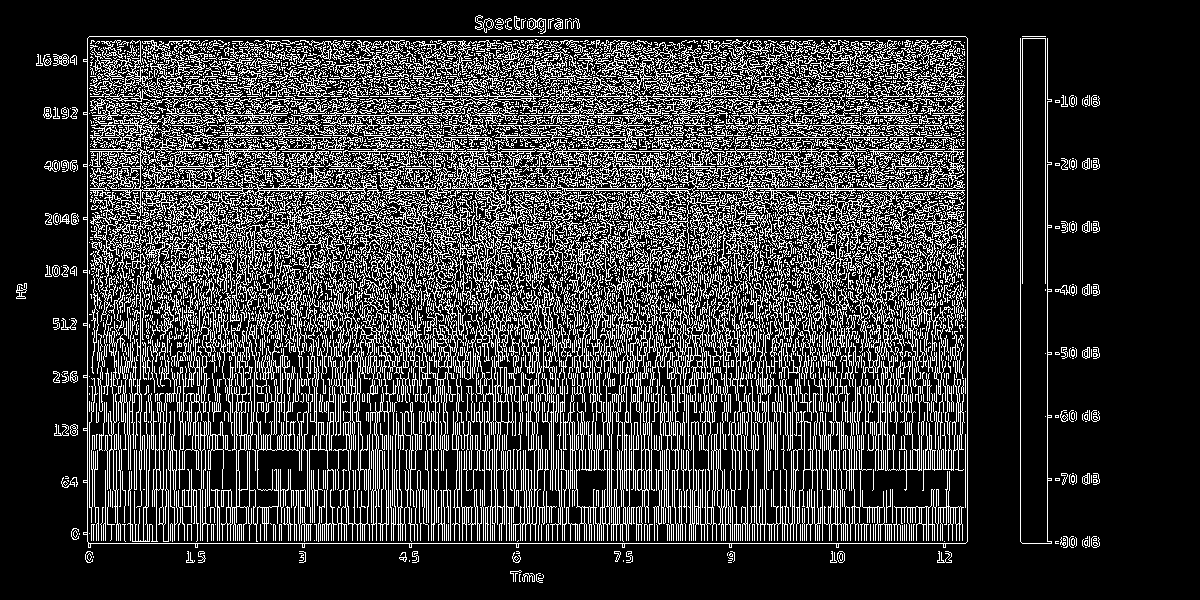 Spectrogram
16384
8192
4096
2048
1024
512
256
128
64
0
Hz
0 1.5 3 4.5 6 7.5 9 10 12
Time
-10 dB
-20 dB
-30 dB
-40 dB
-50 dB
-60 dB
-70 dB
-80 dB